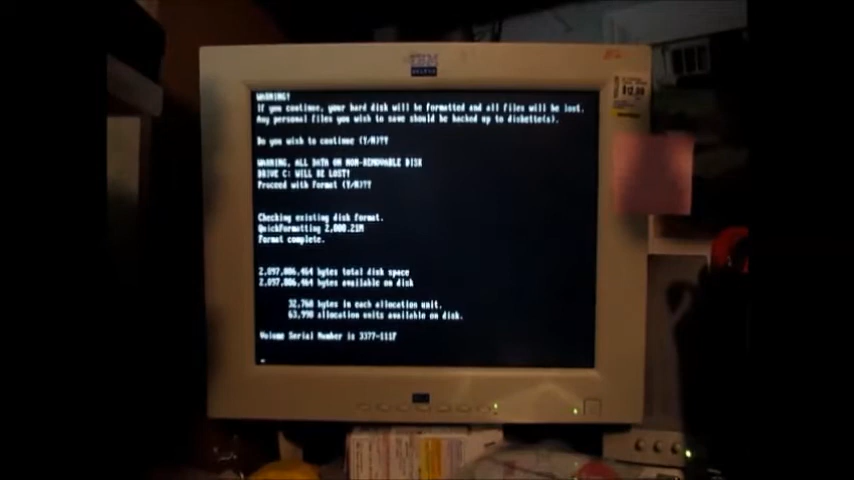 IBM
WARNING!
If you continue, your hard disk will be formatted and all files will be lost.
Any personal files you wish to save should be backed up to diskette(s).
Do you wish to continue (Y/N)??
WARNING, ALL DATA ON NON-REMOVABLE DISK
DRIVE C: WILL BE LOST!
Proceed with Format (Y/N)??
Checking existing disk format.
QuickFormatting 2,000.21M
Format complete.
2,097,086,464 bytes total disk space
2,097,086,464 bytes available on disk
32,768 bytes in each allocation unit.
63,998 allocation units available on disk.
Volume Serial Number is 3377-111F